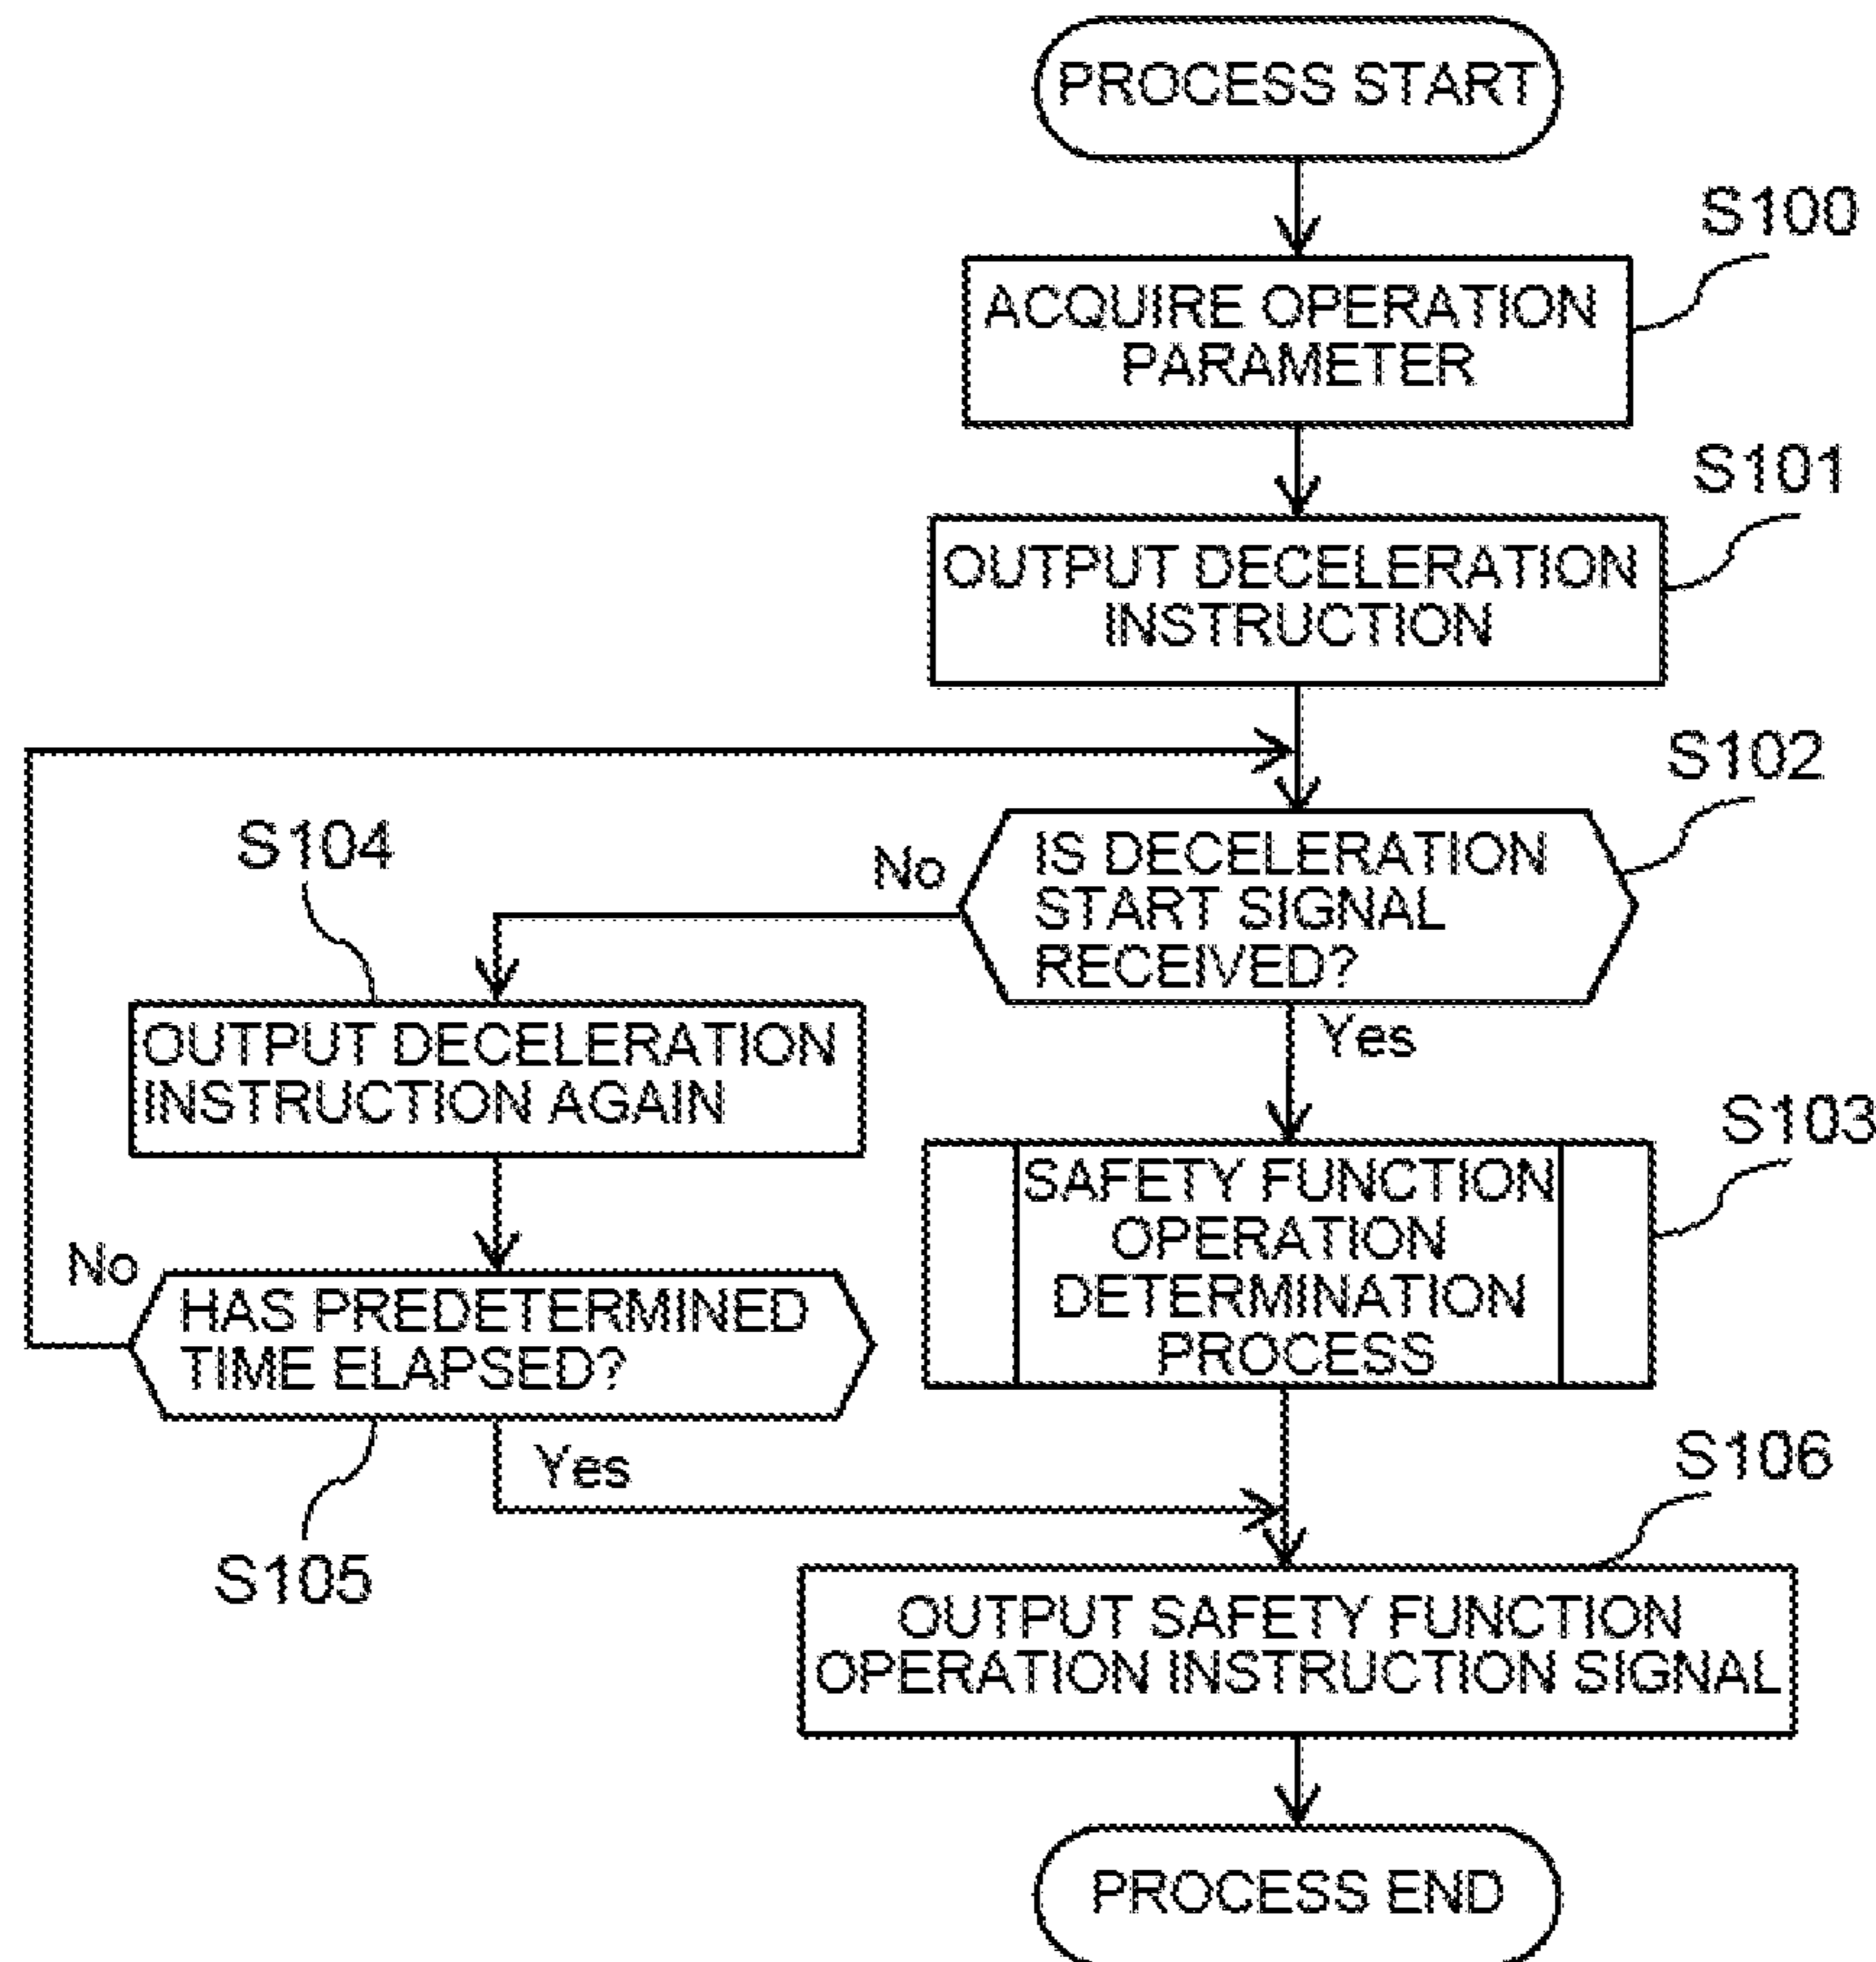 PROCESS START
S100
ACQUIRE OPERATION
PARAMETER
S101
OUTPUT DECELERATION
INSTRUCTION
S102
IS DECELERATION
START SIGNAL
RECEIVED?
No
Yes
S104
OUTPUT DECELERATION
INSTRUCTION AGAIN
S103
SAFETY FUNCTION
OPERATION
DETERMINATION
PROCESS
No
HAS PREDETERMINED
TIME ELAPSED?
Yes
S105
S106
OUTPUT SAFETY FUNCTION
OPERATION INSTRUCTION SIGNAL
PROCESS END